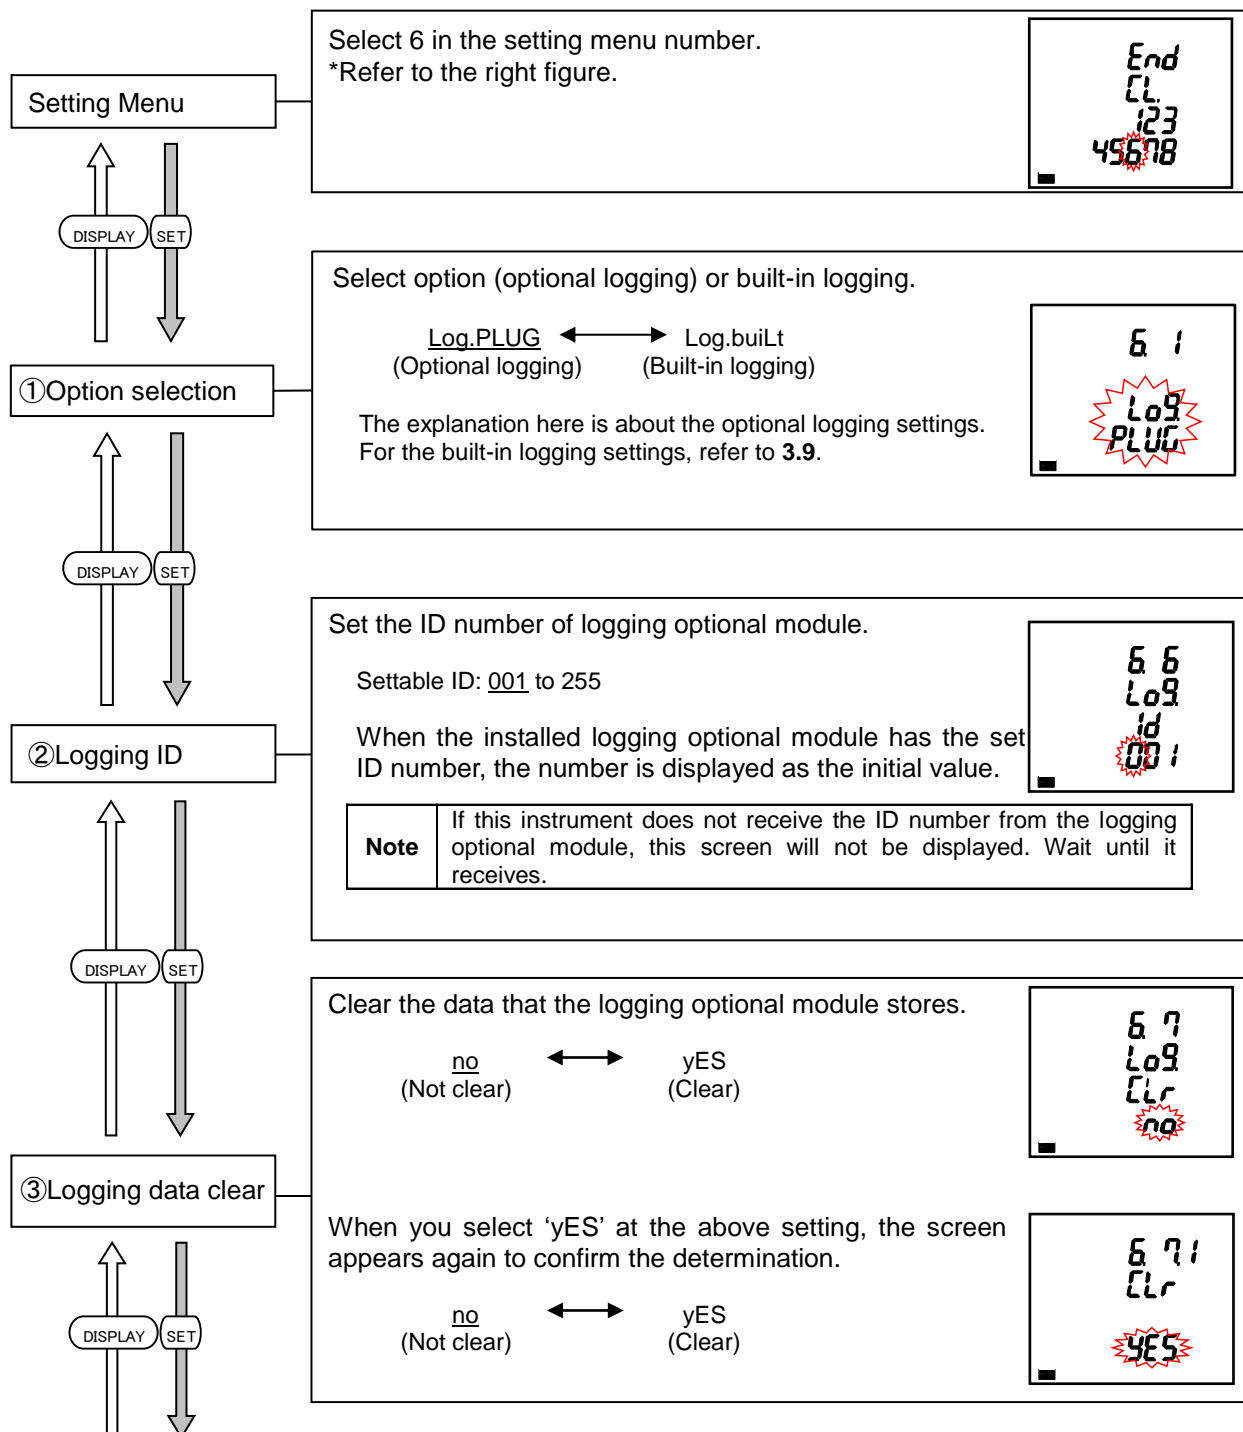 Setting Menu
Select 6 in the setting menu number.
*Refer to the right figure.
End
CL.
123
45678
DISPLAY
SET
①Option selection
Select option (optional logging) or built-in logging.
Log.PLUG
Log.buiLt
(Optional logging)
(Built-in logging)
The explanation here is about the optional logging settings.
For the built-in logging settings, refer to 3.9.
6. 1
Log.
PLUG
DISPLAY
SET
②Logging ID
Set the ID number of logging optional module.
Settable ID: 001 to 255
When the installed logging optional module has the set
ID number, the number is displayed as the initial value.
Note
If this instrument does not receive the ID number from the logging
optional module, this screen will not be displayed. Wait until it
receives.
6. 6
Log.
id
001
DISPLAY
SET
③Logging data clear
Clear the data that the logging optional module stores.
no
yES
(Not clear)
(Clear)
6. 7
Log.
CLr
no
When you select ‘yES’ at the above setting, the screen
appears again to confirm the determination.
no
yES
(Not clear)
(Clear)
6. 7.1
CLr
yES
DISPLAY
SET